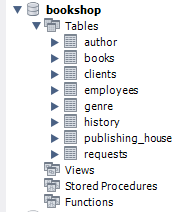 bookshop
Tables
author
books
clients
employees
genre
history
publishing_house
requests
Views
Stored Procedures
Functions